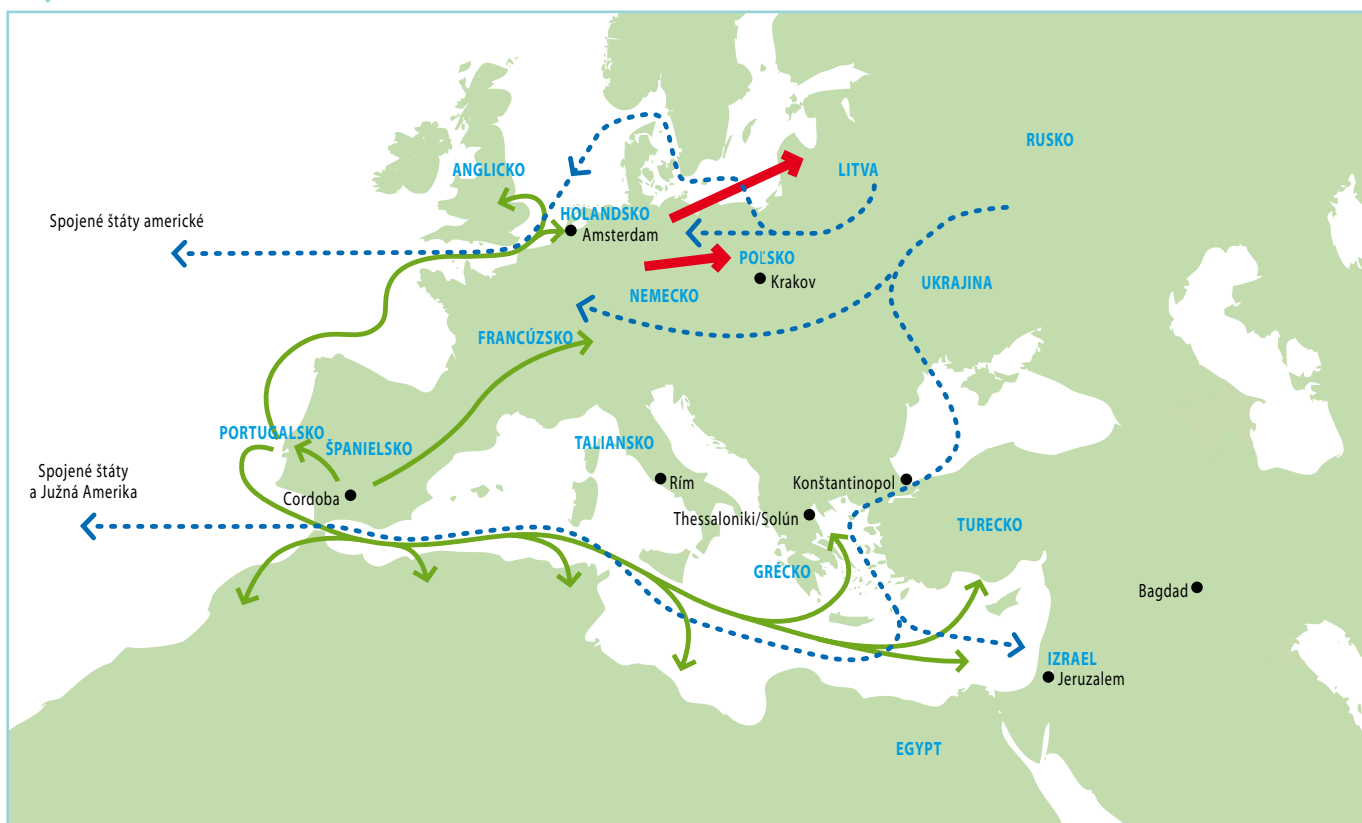 RUSKO
ANGLICKO
LITVA
Spojené štáty americké
HOLANDSKO
Amsterdam
POĽSKO
Krakov
UKRAJINA
NEMECKO
FRANCÚZSKO
PORTUGALSKO
ŠPANIELSKO
TALIANSKO
Spojené štáty
a Južná Amerika
Cordoba
Rím
Konštantinopol
Thessaloniki/Solún
TURECKO
GRÉCKO
Bagdad
IZRAEL
Jeruzalem
EGYPT